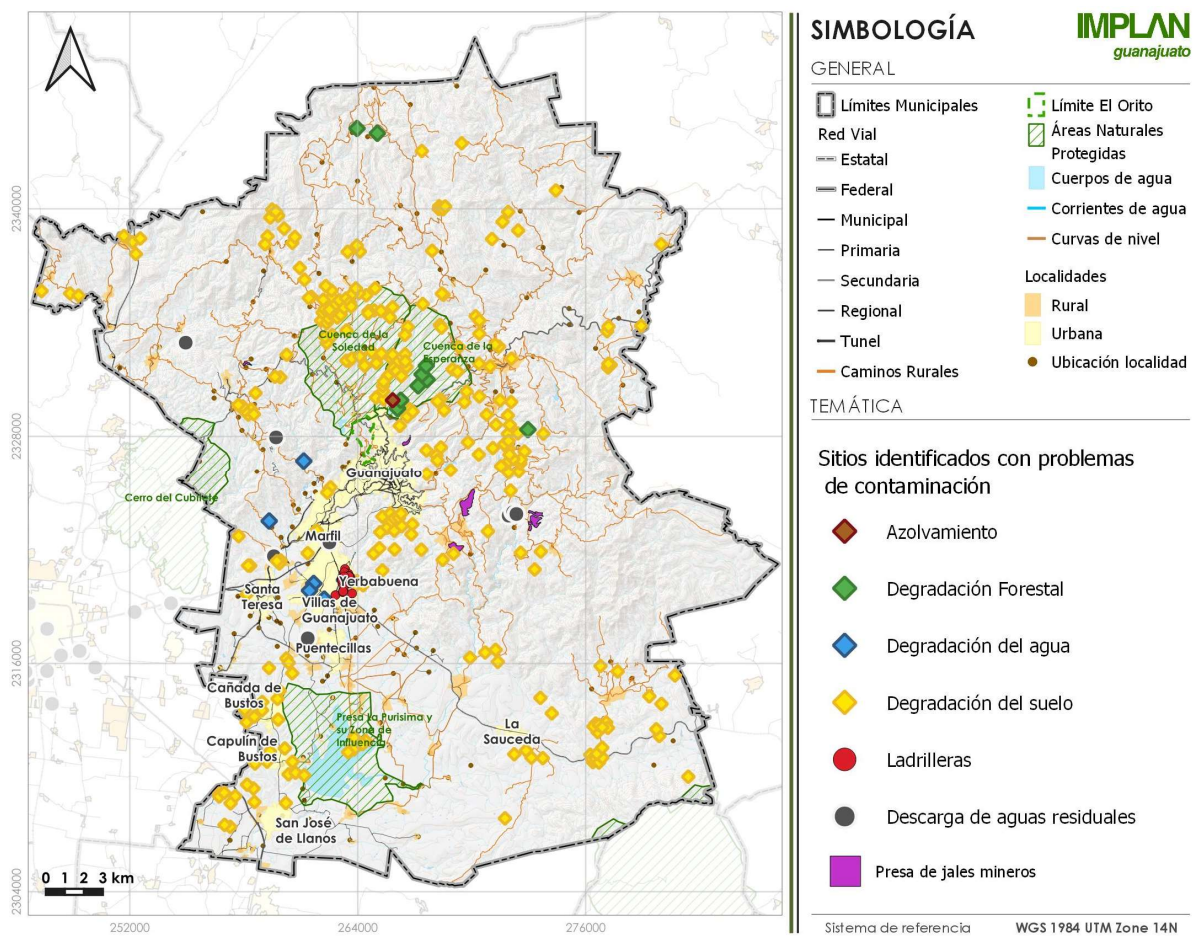 2340000
2328000
2316000
2304000
252000
264000
276000
Cuenca de la
Soledad
Cuenca de la
Esperanza
Guanajuato
Cerro del Cubilete
Marfil
Yerbabuena
Santa
Teresa
Villas de
Guanajuato
Puentecillas
Cañada de
Bustos
Presa La Purisima y
su Zona de
Influencia
La
Sauceda
Capulín de
Bustos
San José
de Llanos
0 1 2 3 km
SIMBOLOGÍA
IMPLAN
guanajuato
GENERAL
Límites Municipales
Red Vial
Estatal
Federal
Municipal
Primaria
Secundaria
Regional
Tunel
Caminos Rurales
Límite El Orito
Áreas Naturales
Protegidas
Cuerpos de agua
Corrientes de agua
Curvas de nivel
Localidades
Rural
Urbana
Ubicación localidad
TEMÁTICA
Sitios identificados con problemas
de contaminación
Azolvamiento
Degradación Forestal
Degradación del agua
Degradación del suelo
Ladrilleras
Descarga de aguas residuales
Presa de jales mineros
Sistema de referencia WGS 1984 UTM Zone 14N